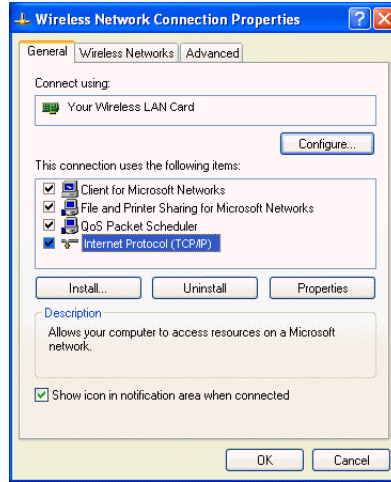 Wireless Network Connection Properties
General Wireless Networks Advanced
Connect using:
Your Wireless LAN Card
Configure...
This connection uses the following items:
Client for Microsoft Networks
File and Printer Sharing for Microsoft Networks
QoS Packet Scheduler
Internet Protocol (TCP/IP)
Install... Uninstall Properties
Description
Allows your computer to access resources on a Microsoft
network.
Show icon in notification area when connected
OK Cancel